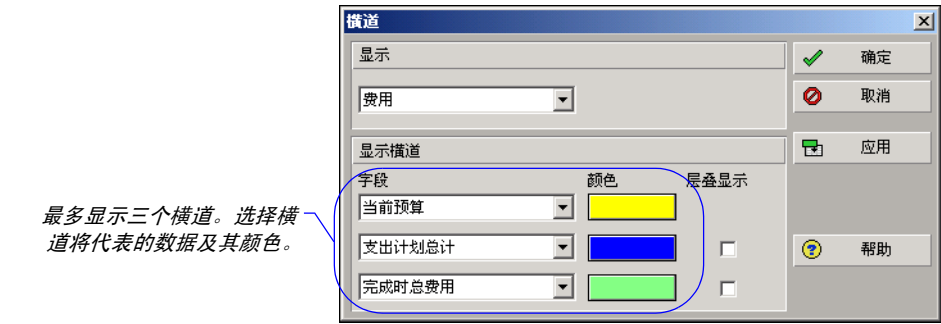 横道
显示
确定
费用
取消
显示横道
应用
字段 颜色 层叠显示
当前预算
最多显示三个横道。选择横
道将代表的数据及其颜色。
支出计划总计
帮助
完成时总费用